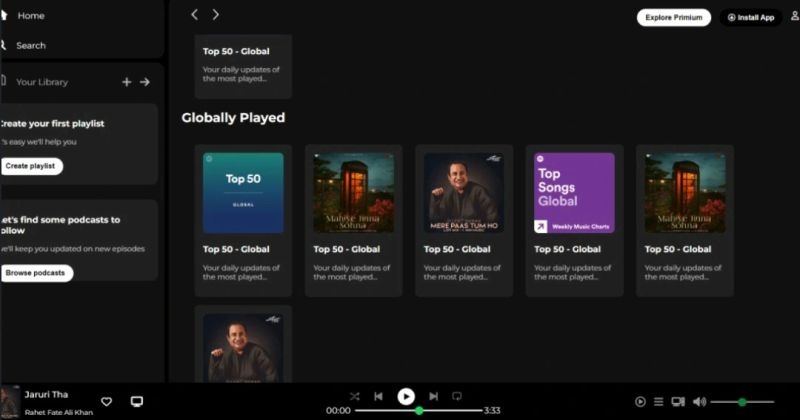 Home
Search
Your Library
Create your first playlist
it's easy we'll help you
Create playlist
Let's find some podcasts to
follow
we'll keep you updated on new episodes
Browse podcasts
Explore Primium
Install App
Top 50 - Global
Your daily updates of
the most played...
Globally Played
Top 50
GLOBAL
Mahiye Jinna
Sohna
MERE PAAS TUM HO
Top
Songs
Global
Weekly Music Charts
Mahiye Jinna
Sohna
Top 50 - Global
Top 50 - Global
Top 50 - Global
Top 50 - Global
Top 50 - Global
Your daily updates of
the most played...
Your daily updates of
the most played...
Your daily updates of
the most played...
Your daily updates of
the most played...
Your daily updates of
the most played...
Jaruri Tha
Rahet Fate Ali Khan
00:00
3:33